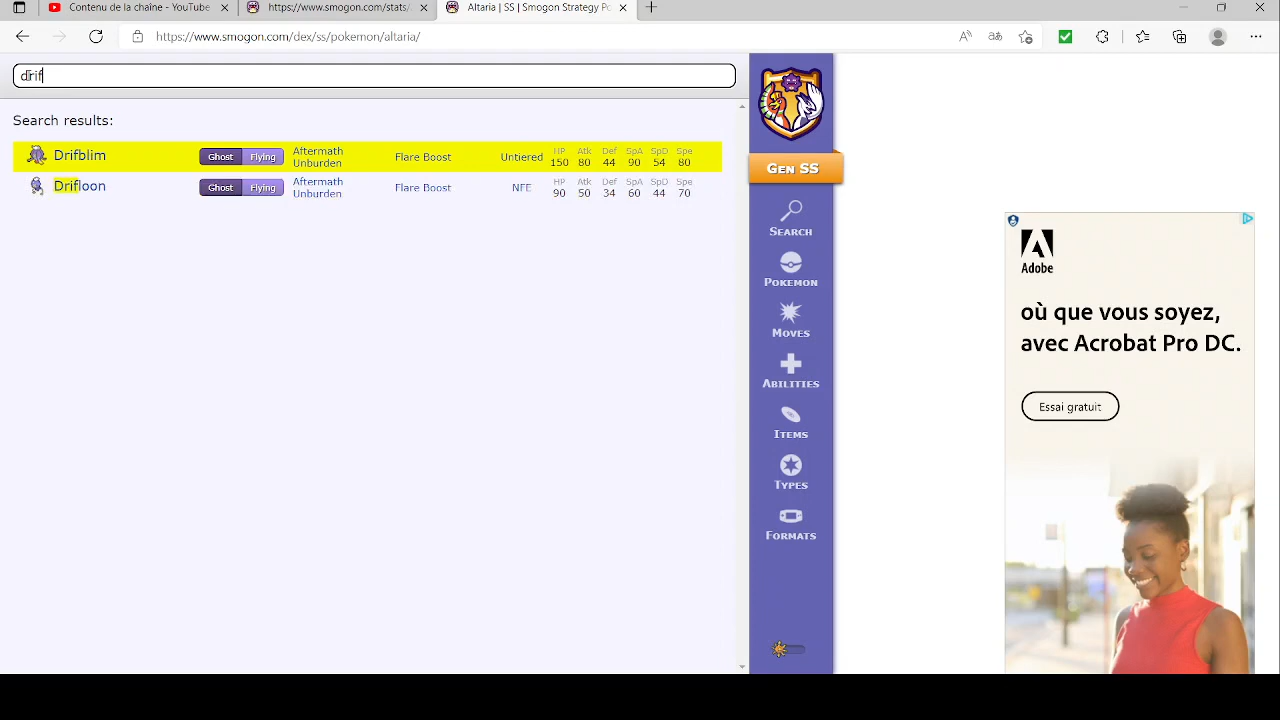 Contenu de la chaîne - YouTube
https://www.smogon.com/stats/
Altaria | SS | Smogon Strategy Po
https://www.smogon.com/dex/ss/pokemon/altaria/
drif
Search results:
Drifblim Ghost Flying Aftermath Unburden Flare Boost Untiered HP 150 Atk 80 Def 44 SpA 90 SpD 54 Spe 80
Drifloon Ghost Flying Aftermath Unburden Flare Boost NFE HP 90 Atk 50 Def 34 SpA 60 SpD 44 Spe 70
Gen SS
Search
Pokemon
Moves
Abilities
Items
Types
Formats
Adobe
où que vous soyez,
avec Acrobat Pro DC.
Essai gratuit